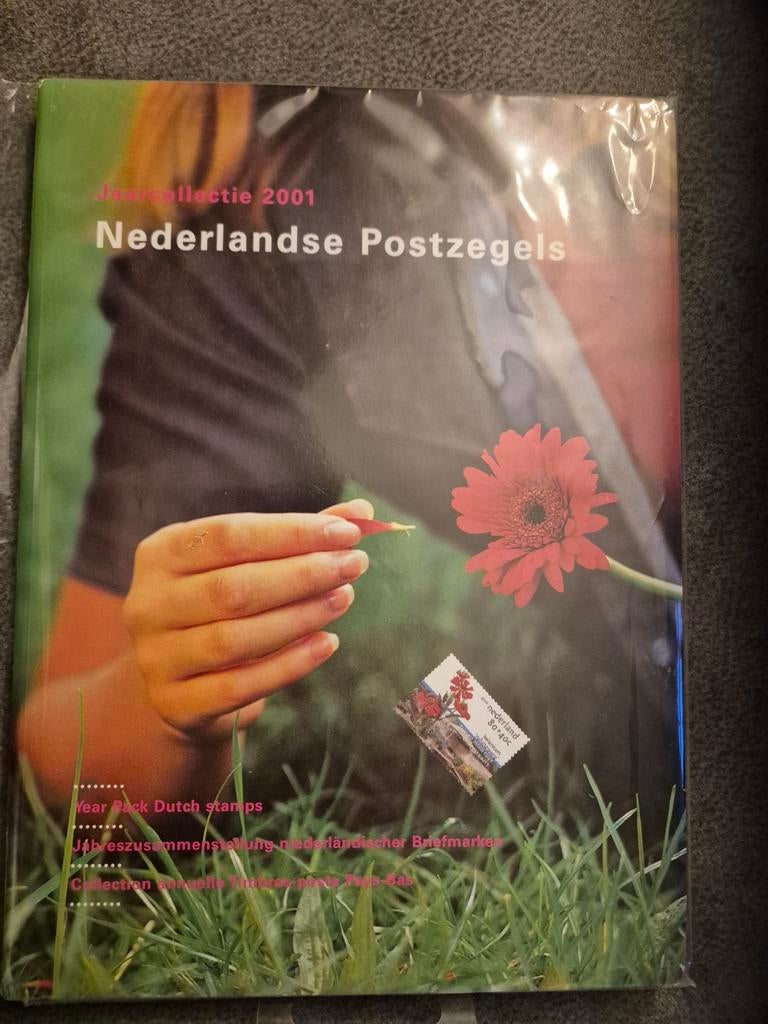 Jaarcollectie 2001
Nederlandse Postzegels
nederland
80+40c
Year Pack Dutch stamps
Jahreszusammenstellung niederländischer Briefmarken
Collection annuelle Timbres-poste Pays-Bas